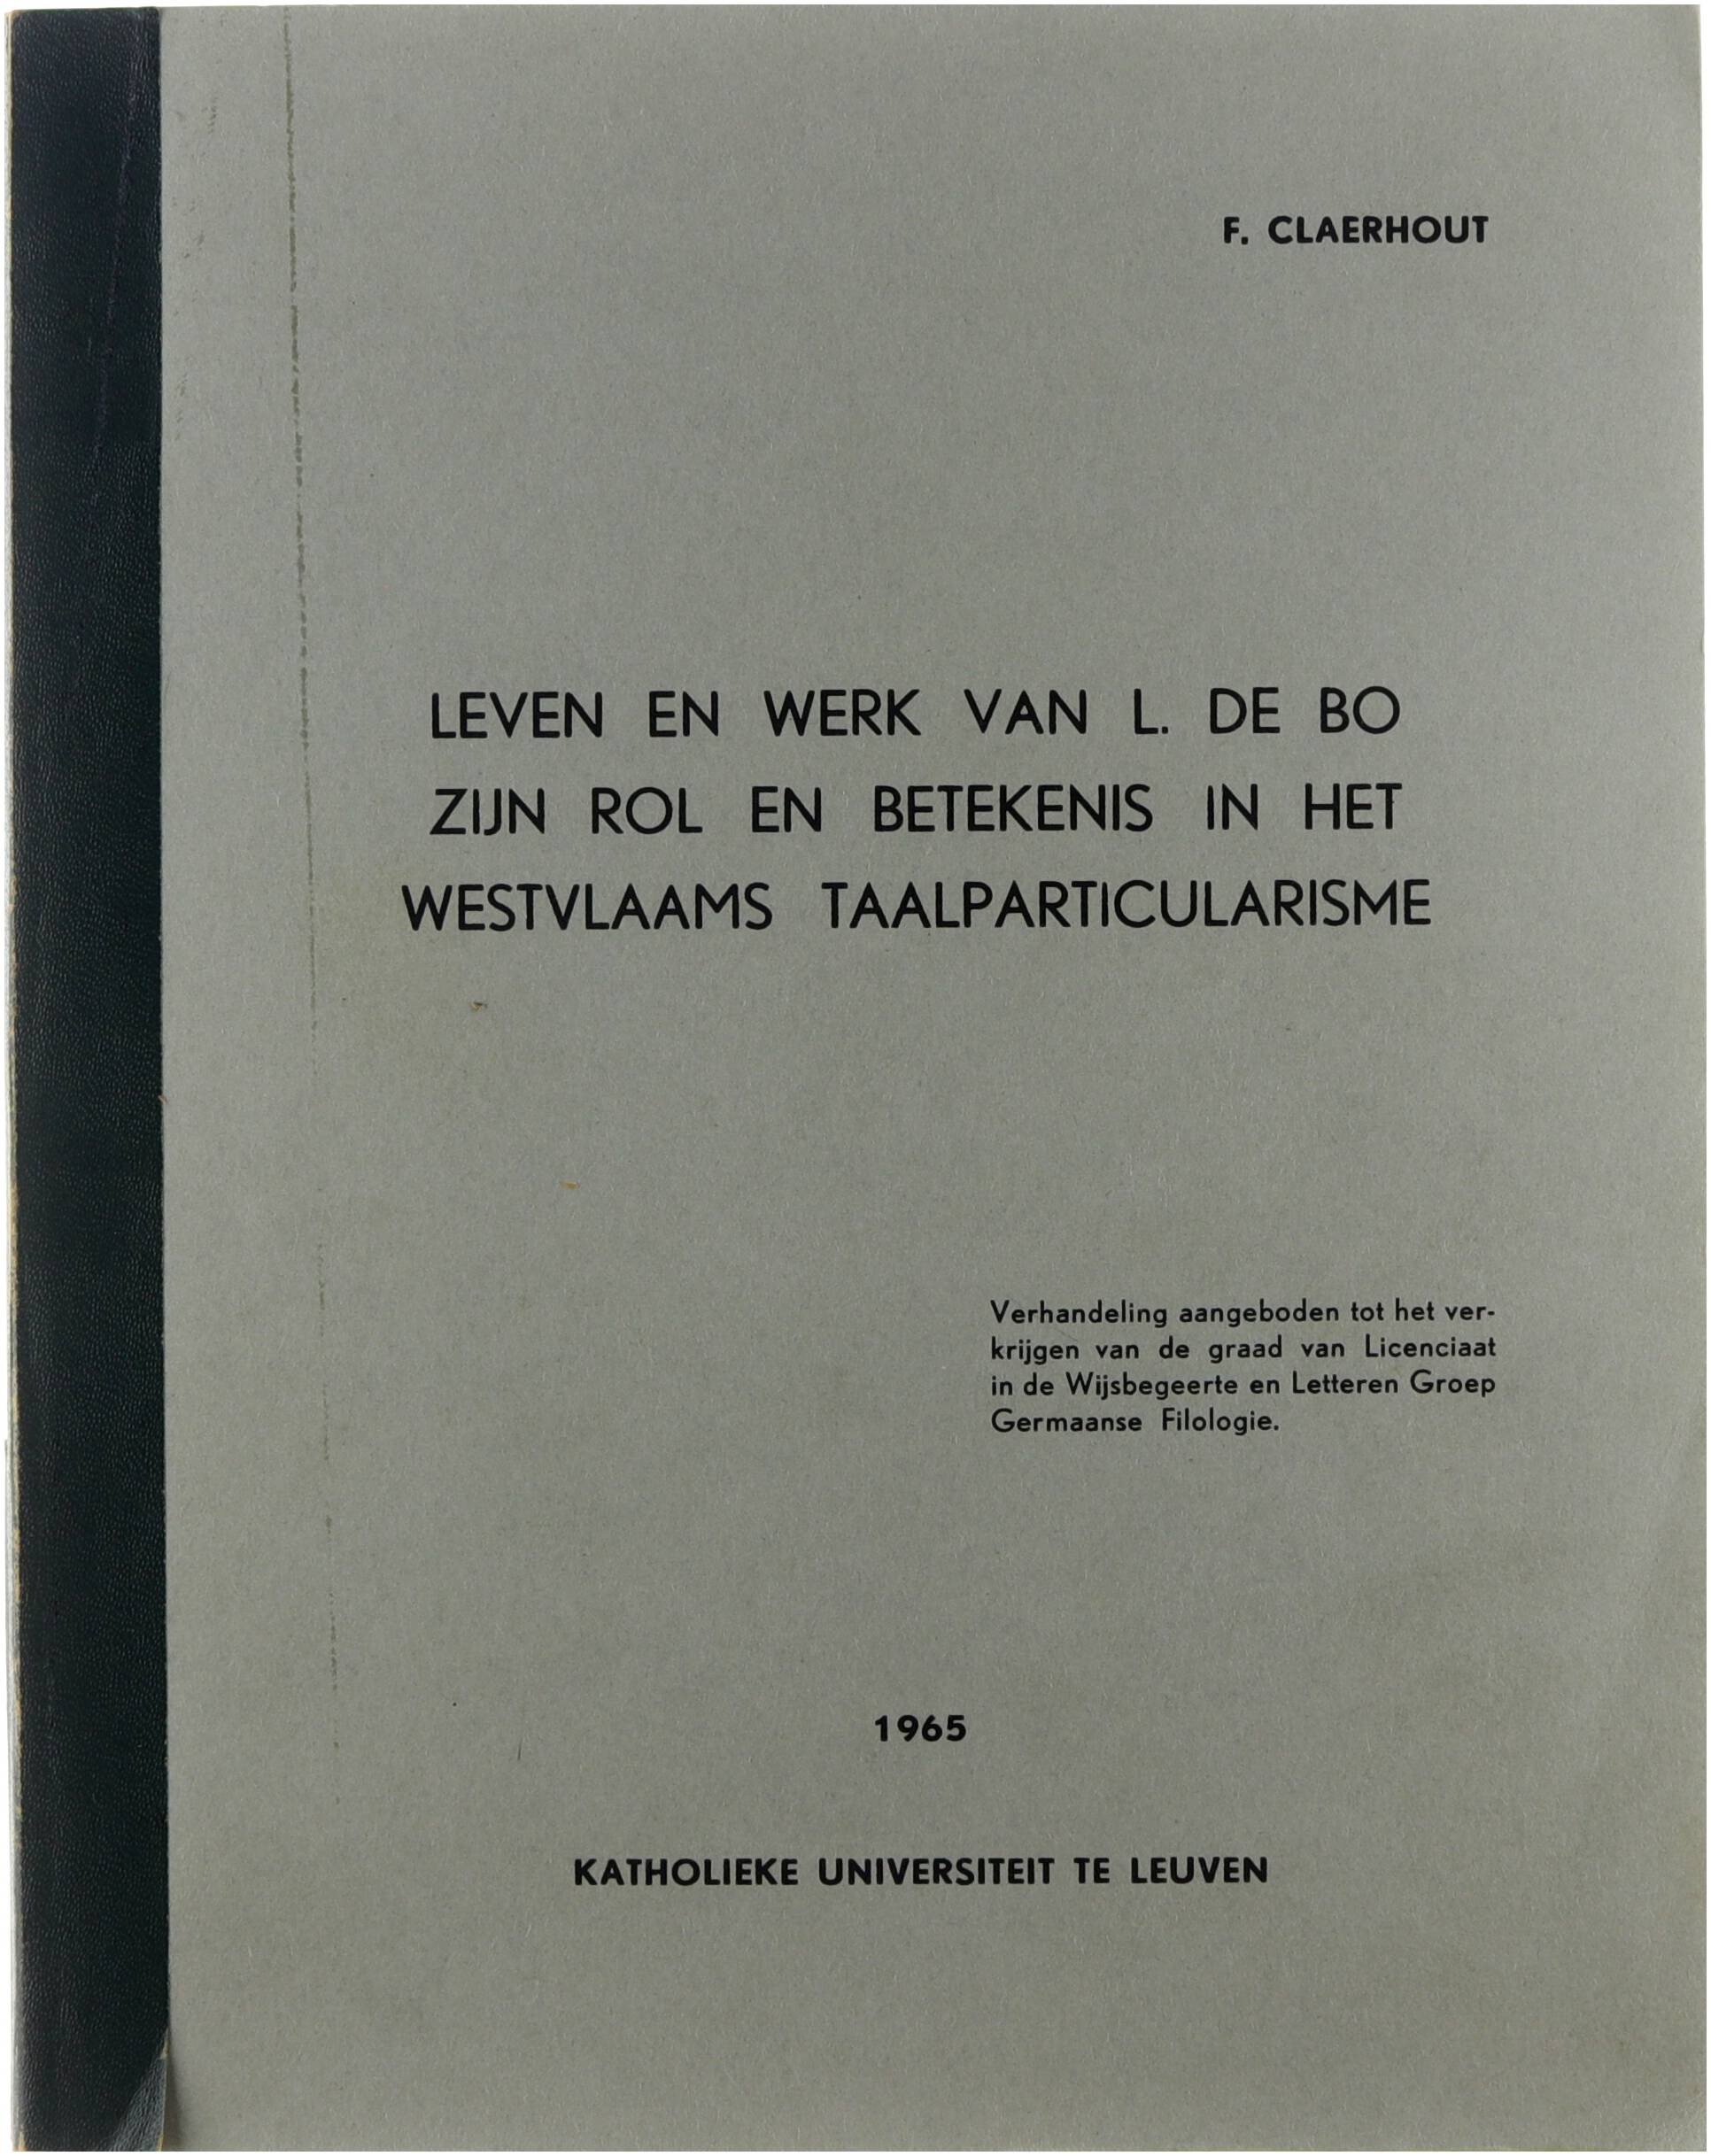 F. CLAERHOUT
LEVEN EN WERK VAN L. DE BO
ZIJN ROL EN BETEKENIS IN HET
WESTVLAAMS TAALPARTICULARISME
Verhandeling aangeboden tot het ver-
krijgen van de graad van Licenciaat
in de Wijsbegeerte en Letteren Groep
Germaanse Filologie.
1965
KATHOLIEKE UNIVERSITEIT TE LEUVEN